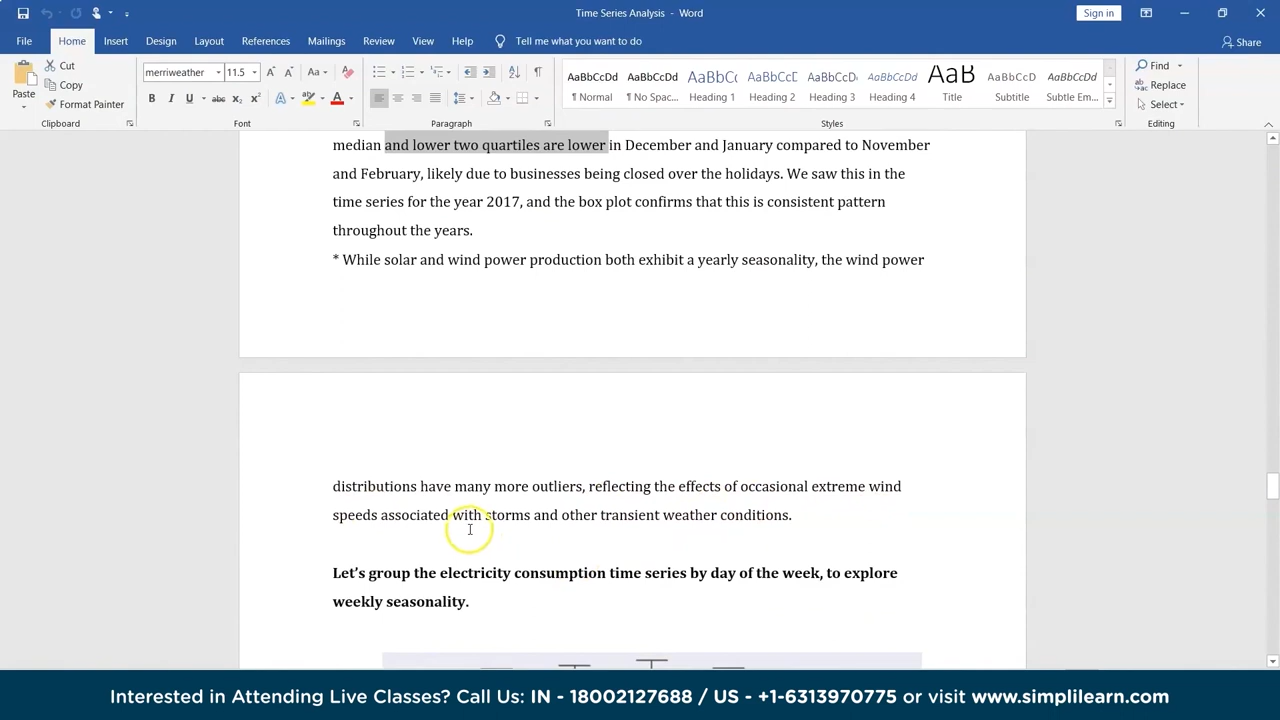 Time Series Analysis - Word
Sign in
File Home Insert Design Layout References Mailings Review View Help Tell me what you want to do
Share
Paste
Cut
Copy
Format Painter
Clipboard
merriweather 11.5
Font
Paragraph
AaBbCcDd AaBbCcDd AaBbCc AaBbCcD AaBbCcDd AaBbCcDd AaB AaBbCcDd AaBbCcDd
¶ Normal ¶ No Spac... Heading 1 Heading 2 Heading 3 Heading 4 Title Subtitle Subtle Em...
Styles
Find
Replace
Select
Editing
median and lower two quartiles are lower in December and January compared to November
and February, likely due to businesses being closed over the holidays. We saw this in the
time series for the year 2017, and the box plot confirms that this is consistent pattern
throughout the years.
* While solar and wind power production both exhibit a yearly seasonality, the wind power
distributions have many more outliers, reflecting the effects of occasional extreme wind
speeds associated with storms and other transient weather conditions.
Let's group the electricity consumption time series by day of the week, to explore
weekly seasonality.
Interested in Attending Live Classes? Call Us: IN - 18002127688 / US - +1-6313970775 or visit www.simplilearn.com